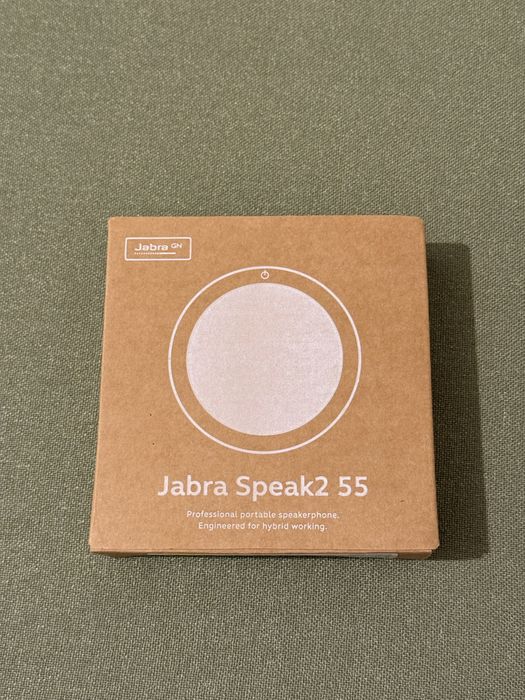 Jabra GN
Jabra Speak2 55
Professional portable speakerphone.
Engineered for hybrid working.